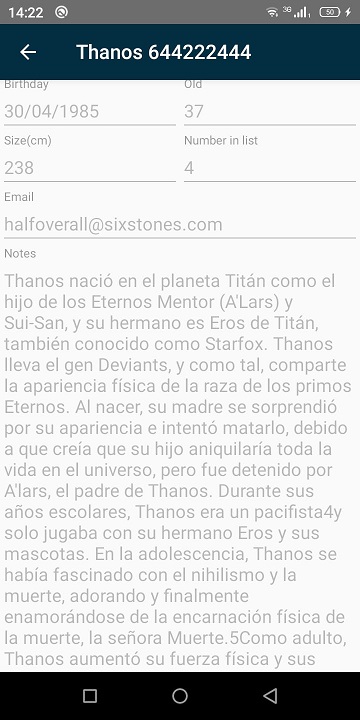 14:22 3G 50
Thanos 644222444
Birthday Old
30/04/1985 37
Size(cm) Number in list
238 4
Email
halfoverall@sixstones.com
Notes
Thanos nació en el planeta Titán como el
hijo de los Eternos Mentor (A'Lars) y
Sui-San, y su hermano es Eros de Titán,
también conocido como Starfox. Thanos
lleva el gen Deviants, y como tal, comparte
la apariencia física de la raza de los primos
Eternos. Al nacer, su madre se sorprendió
por su apariencia e intentó matarlo, debido
a que creía que su hijo aniquilaría toda la
vida en el universo, pero fue detenido por
A'lars, el padre de Thanos. Durante sus
años escolares, Thanos era un pacifista4y
solo jugaba con su hermano Eros y sus
mascotas. En la adolescencia, Thanos se
había fascinado con el nihilismo y la
muerte, adorando y finalmente
enamorándose de la encarnación física de
la muerte, la señora Muerte.5Como adulto,
Thanos aumentó su fuerza física y sus